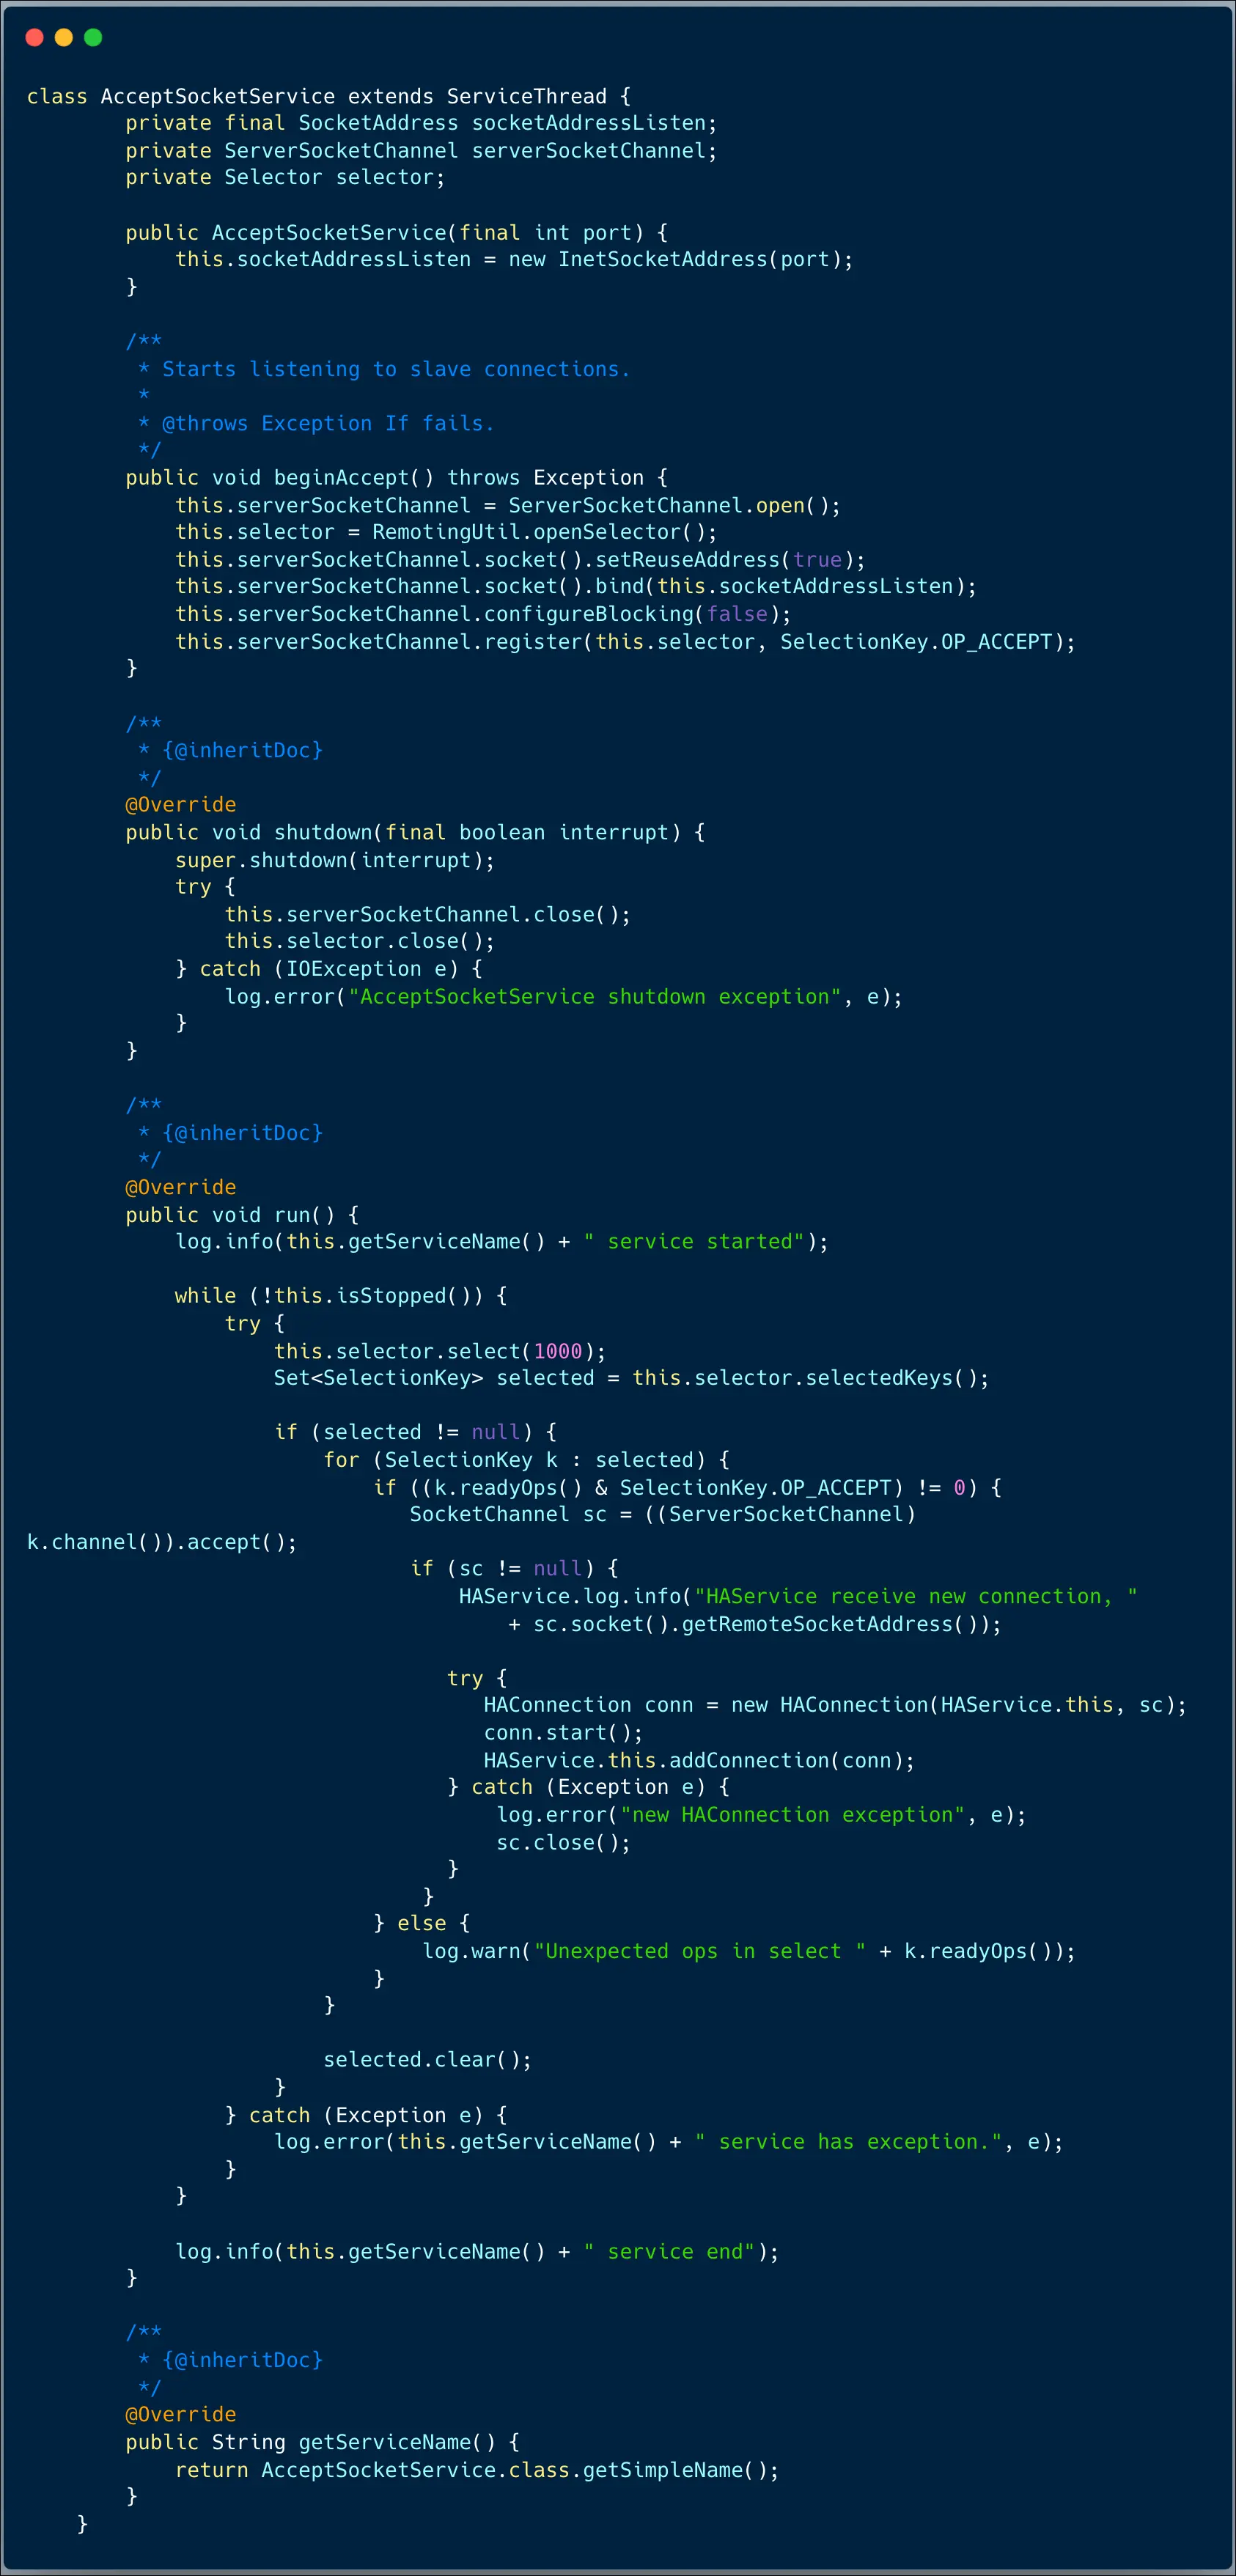 class AcceptSocketService extends ServiceThread {
        private final SocketAddress socketAddressListen;
        private ServerSocketChannel serverSocketChannel;
        private Selector selector;

        public AcceptSocketService(final int port) {
            this.socketAddressListen = new InetSocketAddress(port);
        }

        /**
         * Starts listening to slave connections.
         *
         * @throws Exception If fails.
         */
        public void beginAccept() throws Exception {
            this.serverSocketChannel = ServerSocketChannel.open();
            this.selector = RemotingUtil.openSelector();
            this.serverSocketChannel.socket().setReuseAddress(true);
            this.serverSocketChannel.socket().bind(this.socketAddressListen);
            this.serverSocketChannel.configureBlocking(false);
            this.serverSocketChannel.register(this.selector, SelectionKey.OP_ACCEPT);
        }

        /**
         * {@inheritDoc}
         */
        @Override
        public void shutdown(final boolean interrupt) {
            super.shutdown(interrupt);
            try {
                this.serverSocketChannel.close();
                this.selector.close();
            } catch (IOException e) {
                log.error("AcceptSocketService shutdown exception", e);
            }
        }

        /**
         * {@inheritDoc}
         */
        @Override
        public void run() {
            log.info(this.getServiceName() + " service started");

            while (!this.isStopped()) {
                try {
                    this.selector.select(1000);
                    Set<SelectionKey> selected = this.selector.selectedKeys();

                    if (selected != null) {
                        for (SelectionKey k : selected) {
                            if ((k.readyOps() & SelectionKey.OP_ACCEPT) != 0) {
                               SocketChannel sc = ((ServerSocketChannel)
k.channel()).accept();
                               if (sc != null) {
                                   HAService.log.info("HAService receive new connection, "
                                       + sc.socket().getRemoteSocketAddress());

                                  try {
                                     HAConnection conn = new HAConnection(HAService.this, sc);
                                     conn.start();
                                     HAService.this.addConnection(conn);
                                  } catch (Exception e) {
                                      log.error("new HAConnection exception", e);
                                      sc.close();
                                  }
                                }
                            } else {
                                log.warn("Unexpected ops in select " + k.readyOps());
                            }
                        }

                        selected.clear();
                    }
                } catch (Exception e) {
                    log.error(this.getServiceName() + " service has exception.", e);
                }
            }

            log.info(this.getServiceName() + " service end");
        }

        /**
         * {@inheritDoc}
         */
        @Override
        public String getServiceName() {
            return AcceptSocketService.class.getSimpleName();
        }
    }